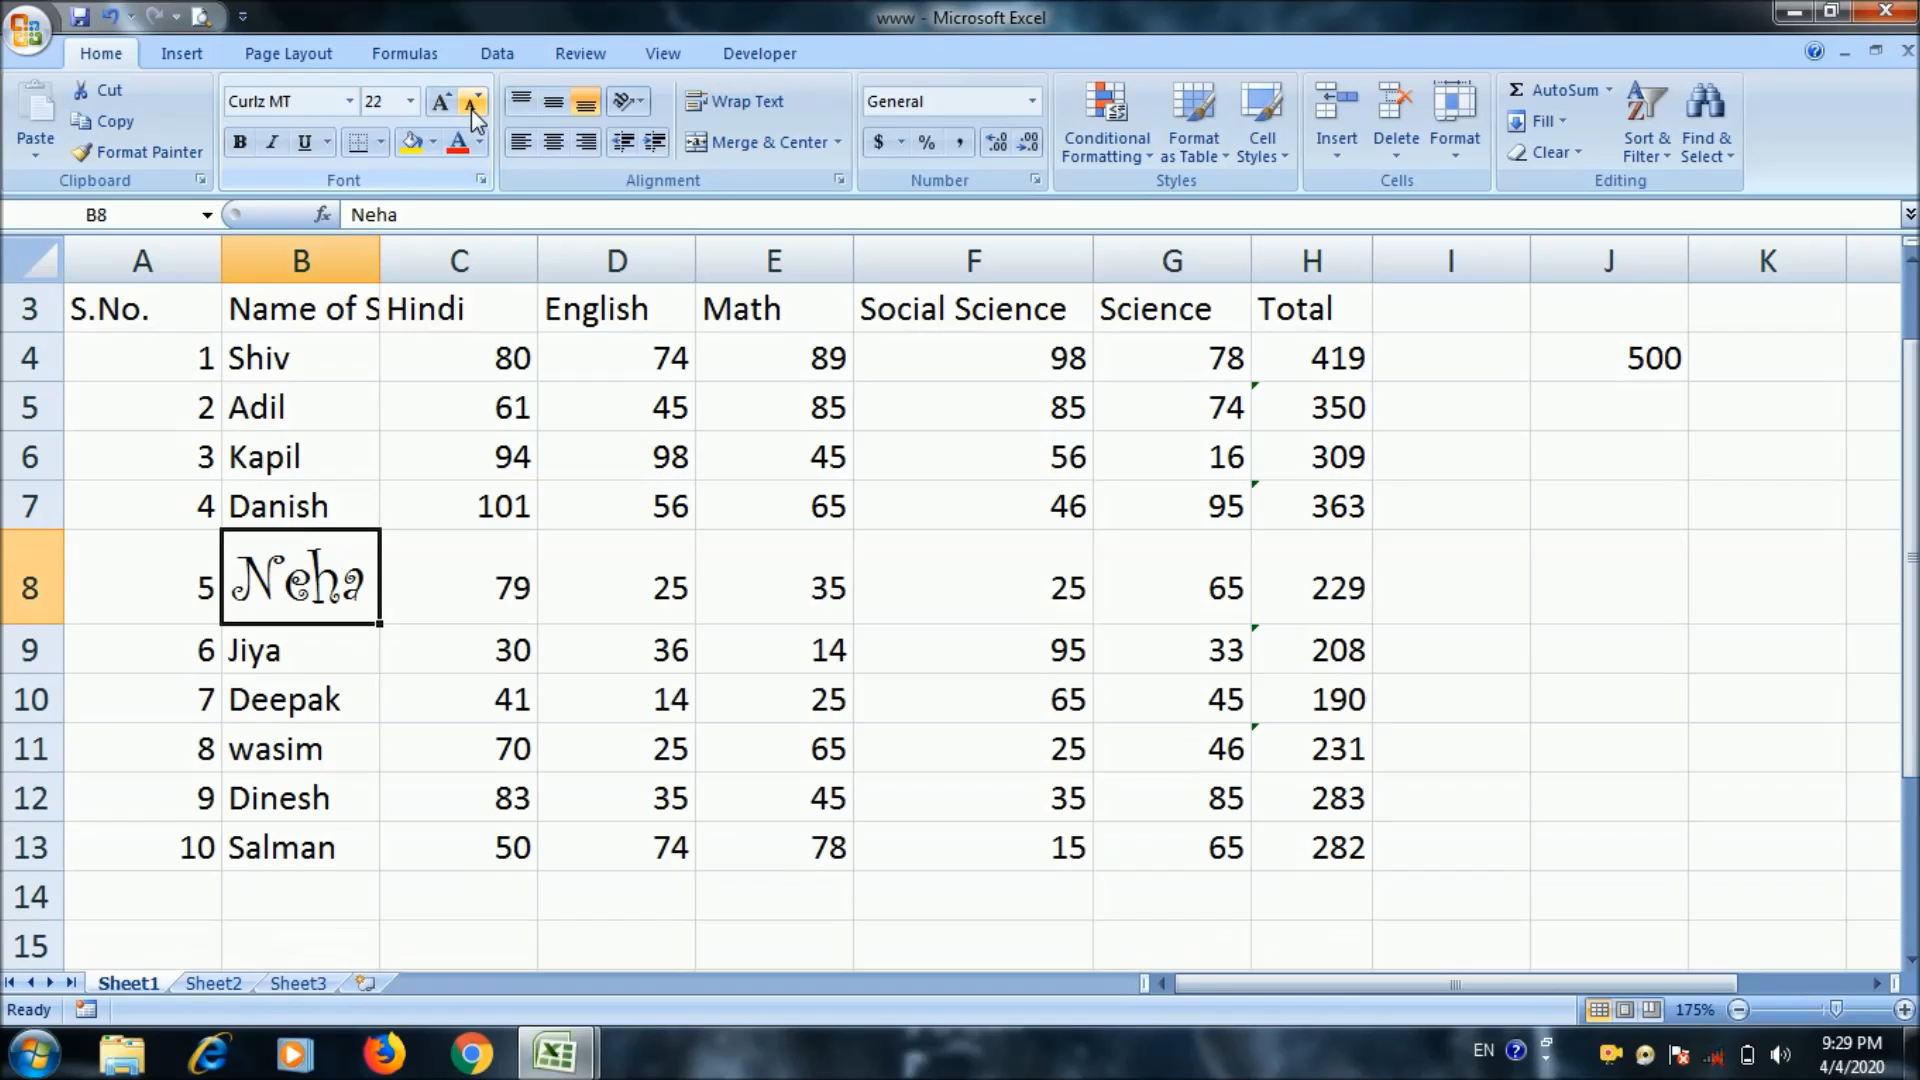 www - Microsoft Excel
Home Insert Page Layout Formulas Data Review View Developer
Paste
Cut
Copy
Format Painter
Clipboard
Curlz MT 22
B I U
Font
Wrap Text
Merge & Center
Alignment
General
$ % ,
Number
Conditional Formatting
Format as Table
Cell Styles
Styles
Insert Delete Format
Cells
Σ AutoSum
Fill
Clear
Sort & Filter
Find & Select
Editing
B8 fx Neha
A B C D E F G H I J K
3 S.No. Name of S Hindi English Math Social Science Science Total
4 1 Shiv 80 74 89 98 78 419 500
5 2 Adil 61 45 85 85 74 350
6 3 Kapil 94 98 45 56 16 309
7 4 Danish 101 56 65 46 95 363
8 5 Neha 79 25 35 25 65 229
9 6 Jiya 30 36 14 95 33 208
10 7 Deepak 41 14 25 65 45 190
11 8 wasim 70 25 65 25 46 231
12 9 Dinesh 83 35 45 35 85 283
13 10 Salman 50 74 78 15 65 282
14
15
Sheet1 Sheet2 Sheet3
Ready 175%
EN 9:29 PM
4/4/2020